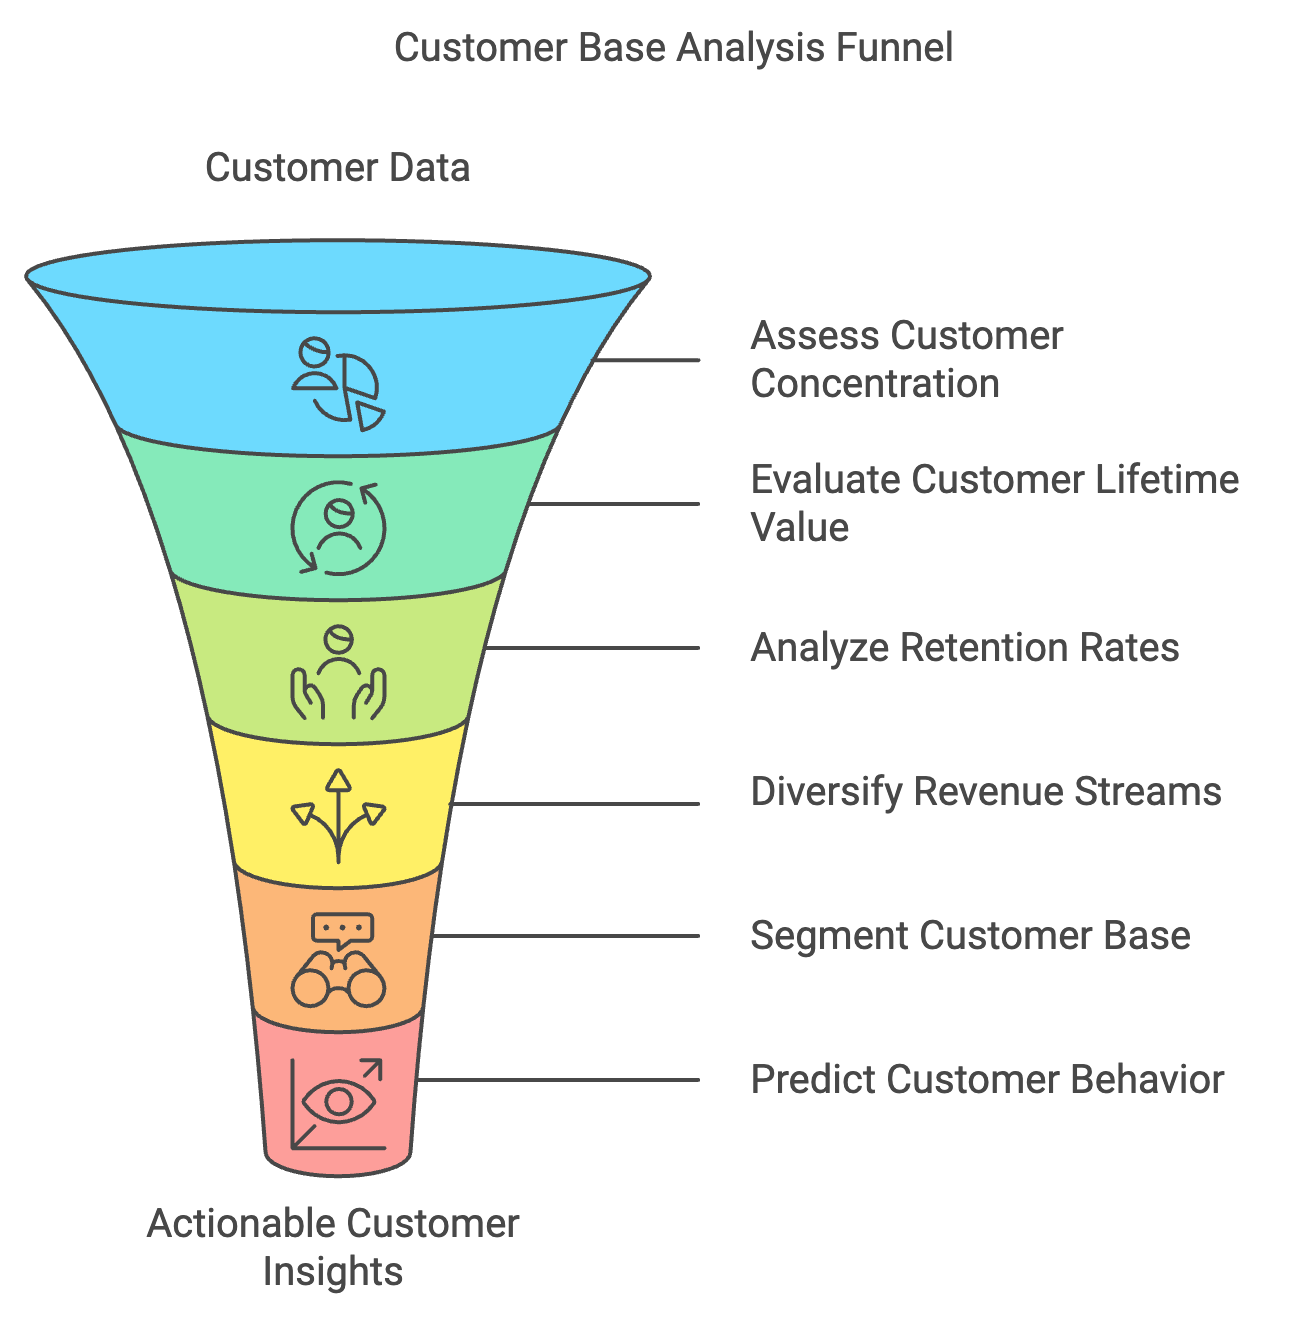 Customer Base Analysis Funnel
Customer Data
Assess Customer
Concentration
Evaluate Customer Lifetime
Value
Analyze Retention Rates
Diversify Revenue Streams
Segment Customer Base
Predict Customer Behavior
Actionable Customer
Insights